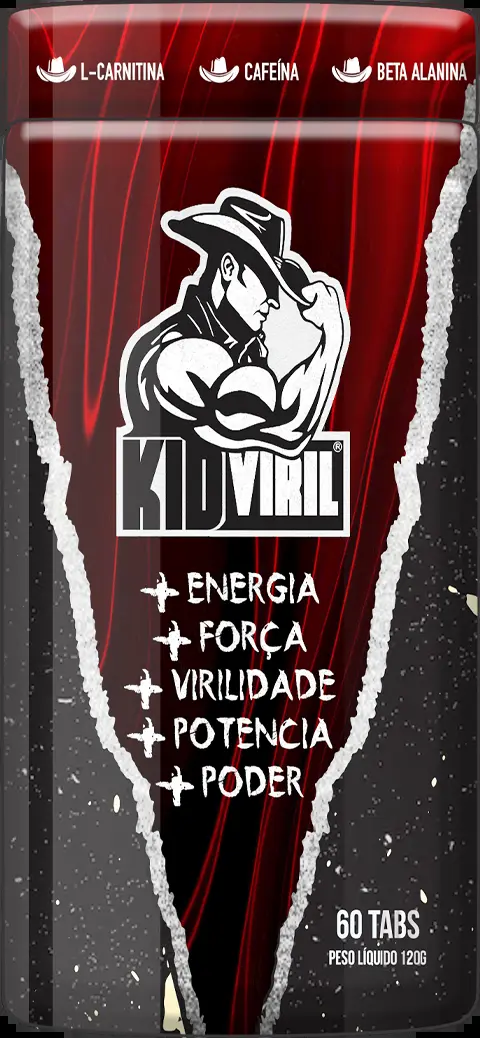 L-CARNITINA CAFEÍNA BETA ALANINA
KIDVIRIL®
+ ENERGIA
+ FORÇA
+ VIRILIDADE
+ POTENCIA
+ PODER
60 TABS
PESO LÍQUIDO 120G